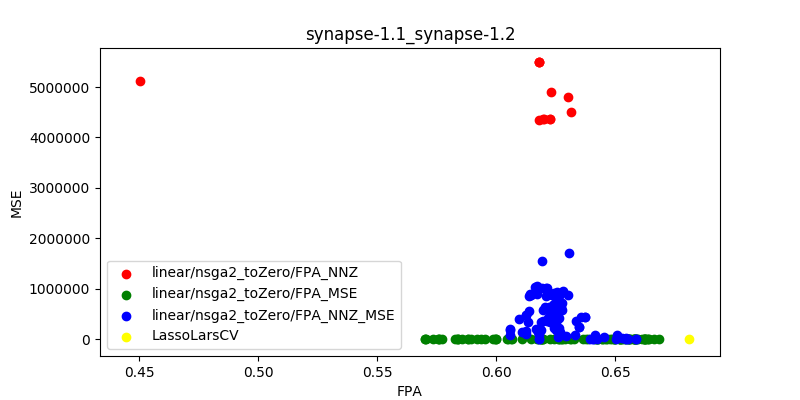 synapse-1.1_synapse-1.2
MSE
5000000
4000000
3000000
2000000
1000000
0
linear/nsga2_toZero/FPA_NNZ
linear/nsga2_toZero/FPA_MSE
linear/nsga2_toZero/FPA_NNZ_MSE
LassoLarsCV
0.45 0.50 0.55 0.60 0.65
FPA